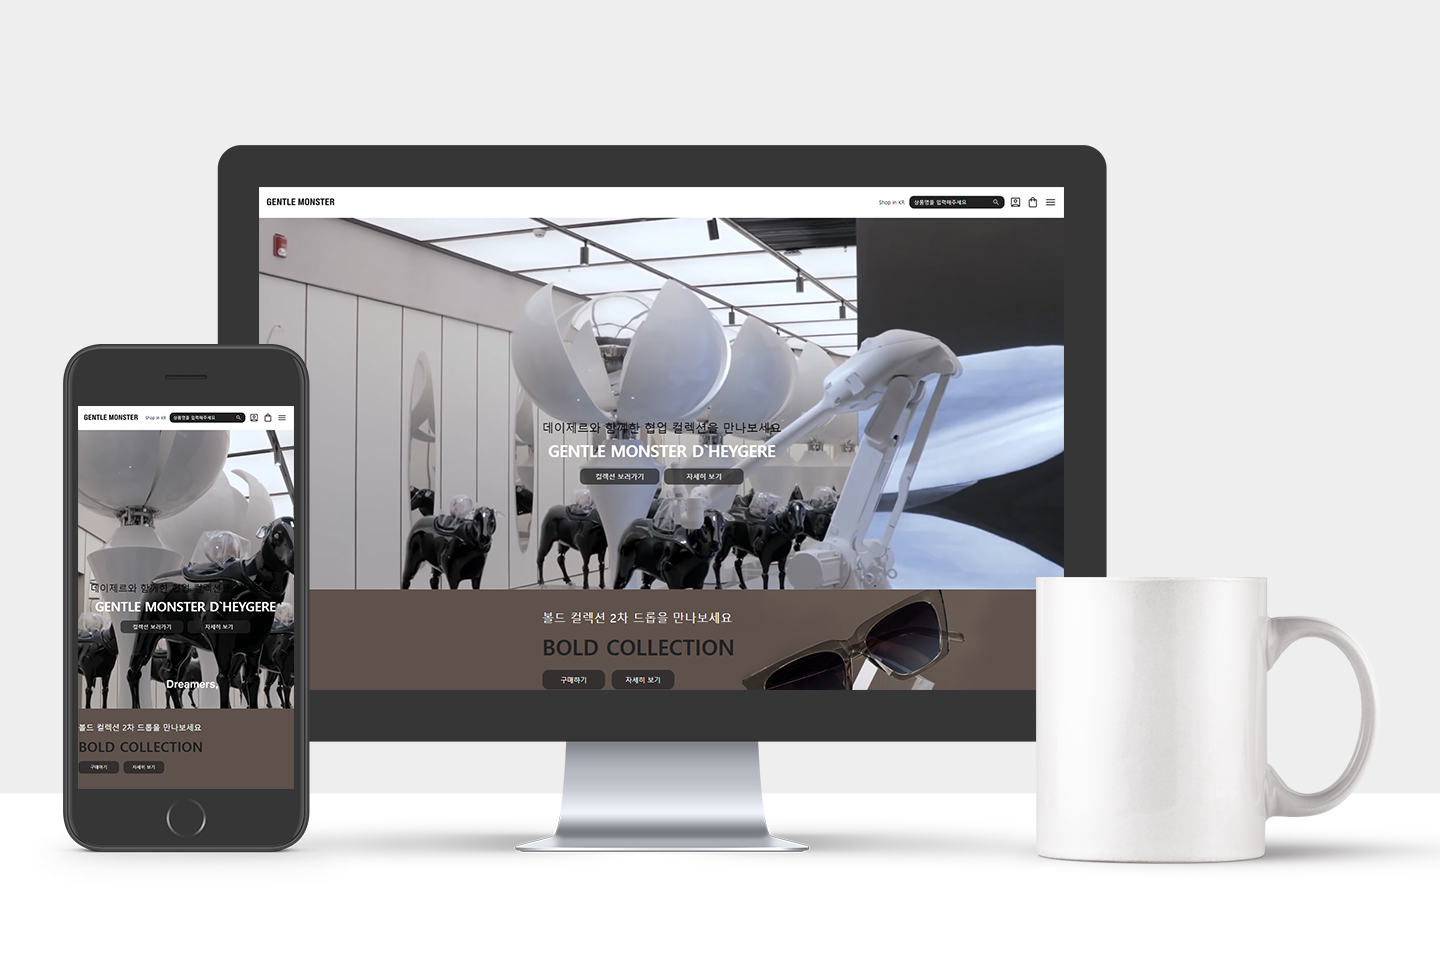 GENTLE MONSTER
Shop in KR
상품명을 입력해주세요
데이제르와 함께한 협업 컬렉션을 만나보세요
GENTLE MONSTER D`HEYGERE
컬렉션 보러가기
자세히 보기
볼드 컬렉션 2차 드롭을 만나보세요
BOLD COLLECTION
구매하기
자세히 보기
GENTLE MONSTER
Shop in KR
상품명을 입력해주세요
데이제르와 함께한 협업 컬렉션
GENTLE MONSTER D`HEYGERE
컬렉션 보러가기
자세히 보기
Dreamers,
볼드 컬렉션 2차 드롭을 만나보세요
BOLD COLLECTION
구매하기
자세히 보기